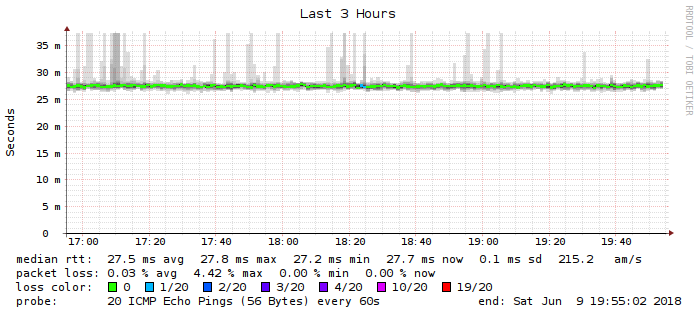 Last 3 Hours
RRDTOOL / TOBI OETIKER
Seconds
35 m
30 m
25 m
20 m
15 m
10 m
5 m
0
17:00 17:20 17:40 18:00 18:20 18:40 19:00 19:20 19:40
median rtt: 27.5 ms avg 27.8 ms max 27.2 ms min 27.7 ms now 0.1 ms sd 215.2 am/s
packet loss: 0.03 % avg 4.42 % max 0.00 % min 0.00 % now
loss color: 0 1/20 2/20 3/20 4/20 10/20 19/20
probe: 20 ICMP Echo Pings (56 Bytes) every 60s end: Sat Jun 9 19:55:02 2018